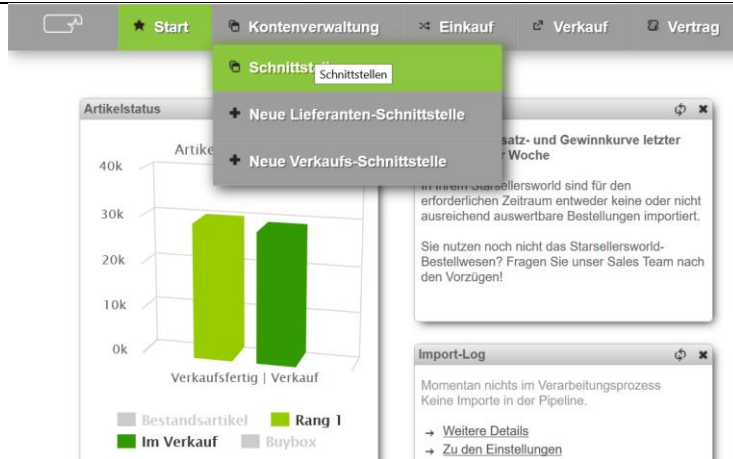 Start
Kontenverwaltung
Einkauf
Verkauf
Vertrag
Schnittstellen
Neue Lieferanten-Schnittstelle
Neue Verkaufs-Schnittstelle
Artikelstatus
40k
30k
20k
10k
0k
Verkaufsfertig | Verkauf
Bestandsartikel
Rang 1
Im Verkauf
Buybox
Gewinnkurve letzter
Woche
In Ihrem Starsellersworld sind für den
erforderlichen Zeitraum entweder keine oder nicht
ausreichend auswertbare Bestellungen importiert.
Sie nutzen noch nicht das Starsellersworld-
Bestellwesen? Fragen Sie unser Sales Team nach
den Vorzügen!
Import-Log
Momentan nichts im Verarbeitungsprozess
Keine Importe in der Pipeline.
Weitere Details
Zu den Einstellungen